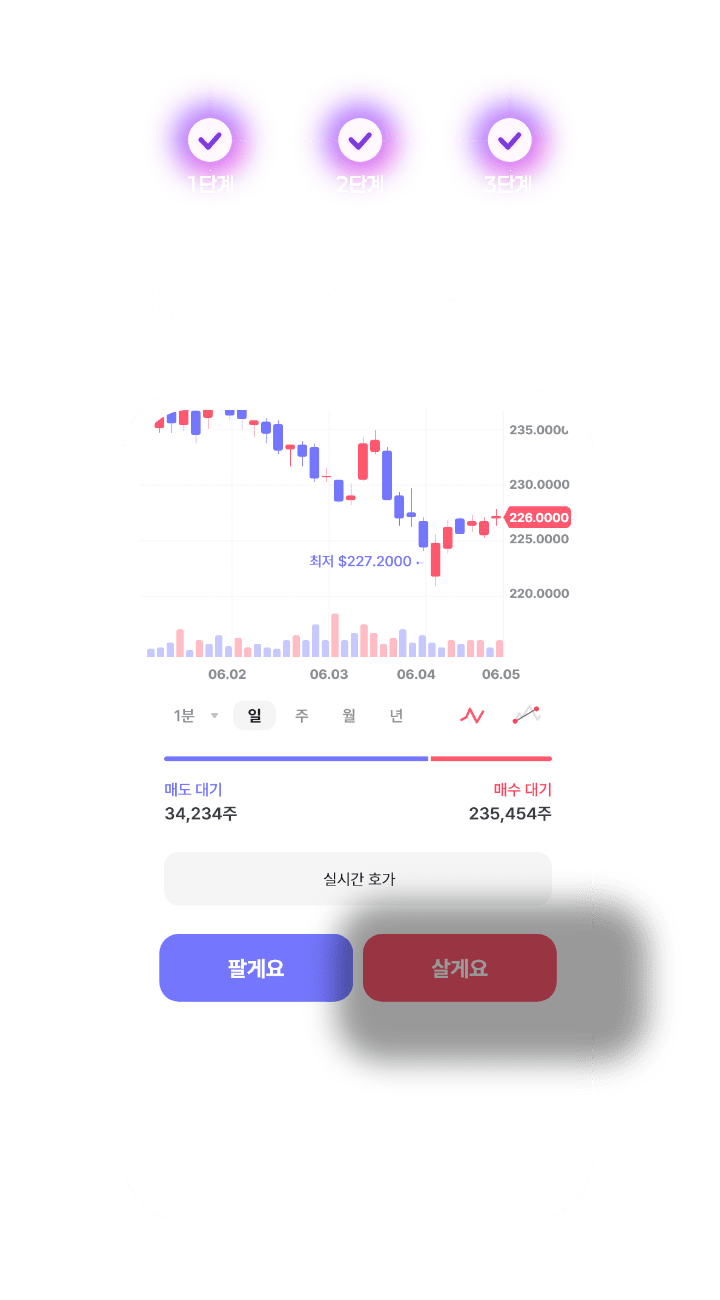 1단계 2단계 3단계
235.0000
230.0000
226.0000
225.0000
최저 $227.2000
220.0000
06.02 06.03 06.04 06.05
1분 일 주 월 년
매도 대기 매수 대기
34,234주 235,454주
실시간 호가
팔게요 살게요